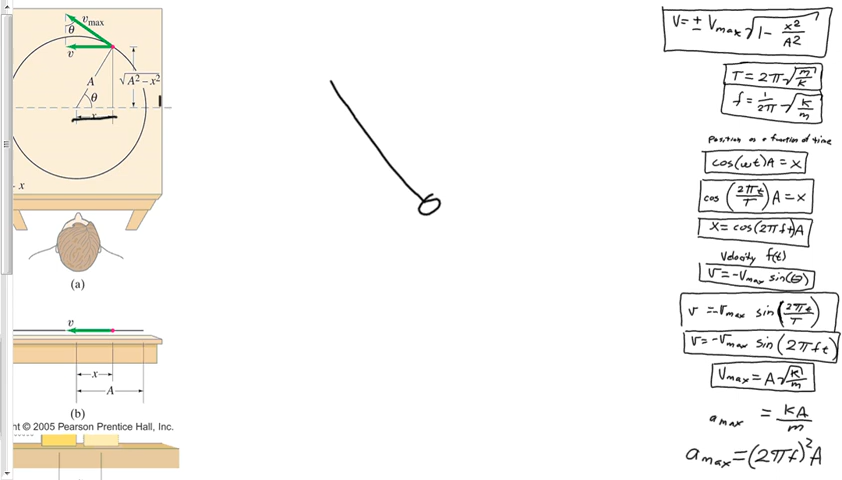 v_max
θ
v
A
√A² − x²
θ
x
- x
(a)
v
x
A
(b)
nt © 2005 Pearson Prentice Hall, Inc.
V = ± V_max √1 − x²/A²
T = 2π √m/k
f = 1/2π √k/m
Position as a function of time
cos(ωt)A = x
cos (2πt/T) A = x
x = cos(2πft)A
Velocity f(t)
v = -v_max sin(θ)
v = -v_max sin (2πt/T)
v = -v_max sin (2πft)
V_max = A √k/m
a_max = kA/m
a_max = (2πf)² A